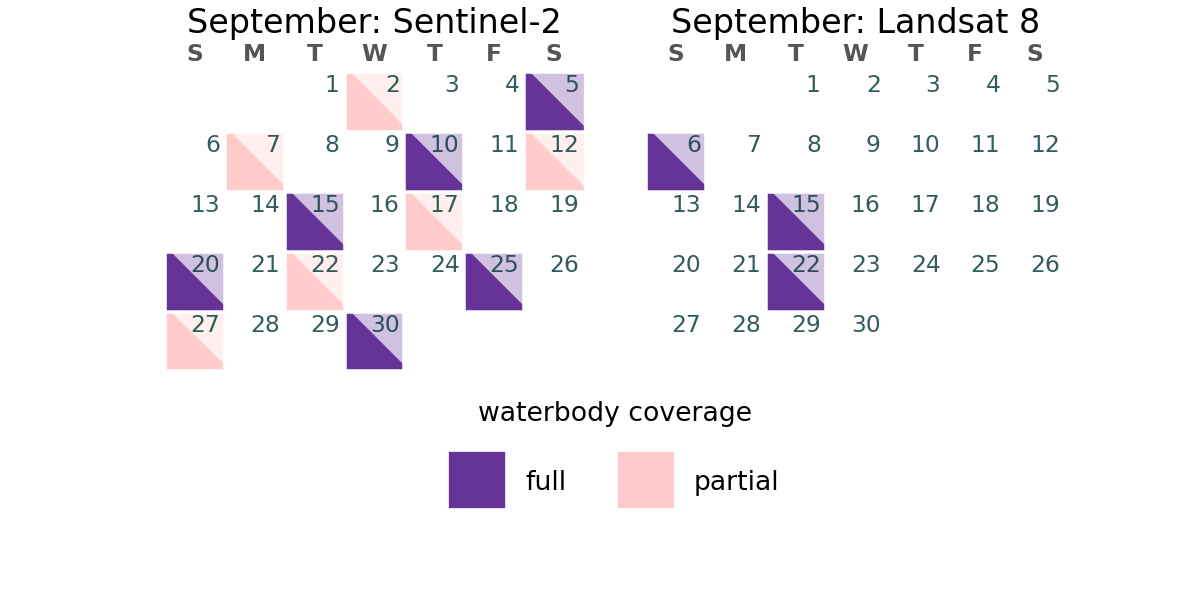 September: Sentinel-2
S M T W T F S
1 2 3 4 5
6 7 8 9 10 11 12
13 14 15 16 17 18 19
20 21 22 23 24 25 26
27 28 29 30
September: Landsat 8
S M T W T F S
1 2 3 4 5
6 7 8 9 10 11 12
13 14 15 16 17 18 19
20 21 22 23 24 25 26
27 28 29 30
waterbody coverage
full partial